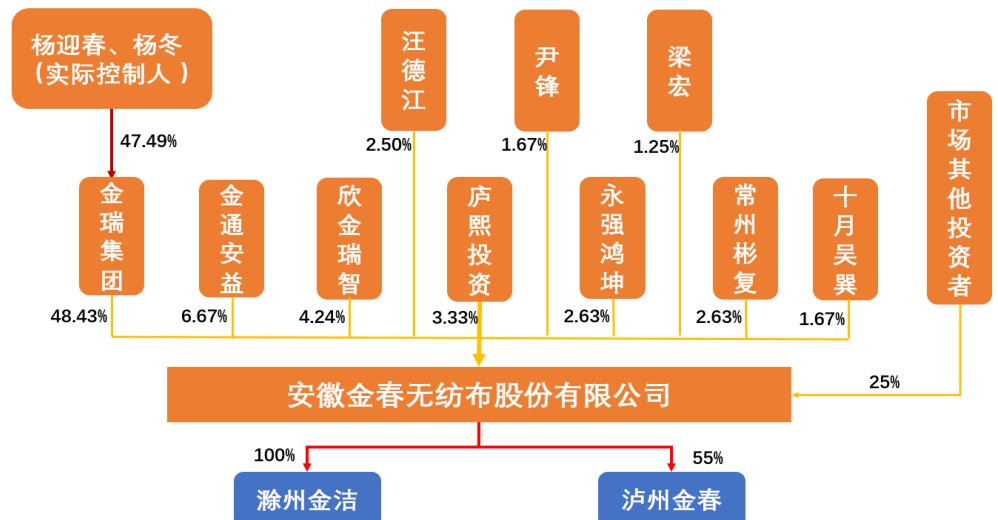 杨迎春、杨冬
(实际控制人 )
汪德江
尹锋
梁宏
市场其他投资者
47.49%
2.50%
1.67%
1.25%
金瑞集团
金通安益
欣金瑞智
庐熙投资
永强鸿坤
常州彬复
十月吴巽
48.43%
6.67%
4.24%
3.33%
2.63%
2.63%
1.67%
安徽金春无纺布股份有限公司
25%
100%
55%
滁州金洁
泸州金春